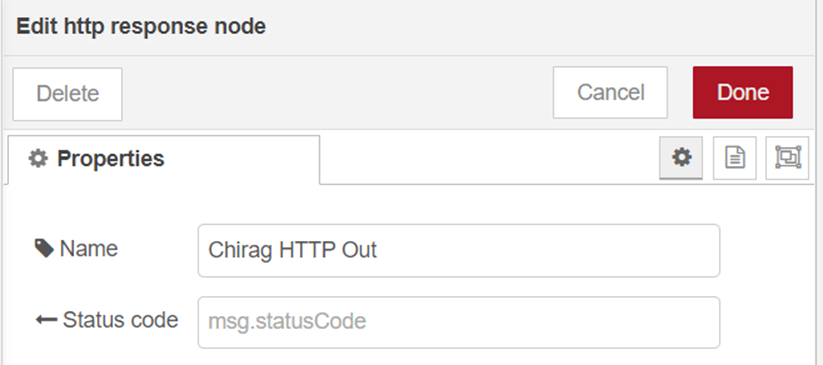 Edit http response node
Delete Cancel Done
Properties
Name Chirag HTTP Out
Status code msg.statusCode